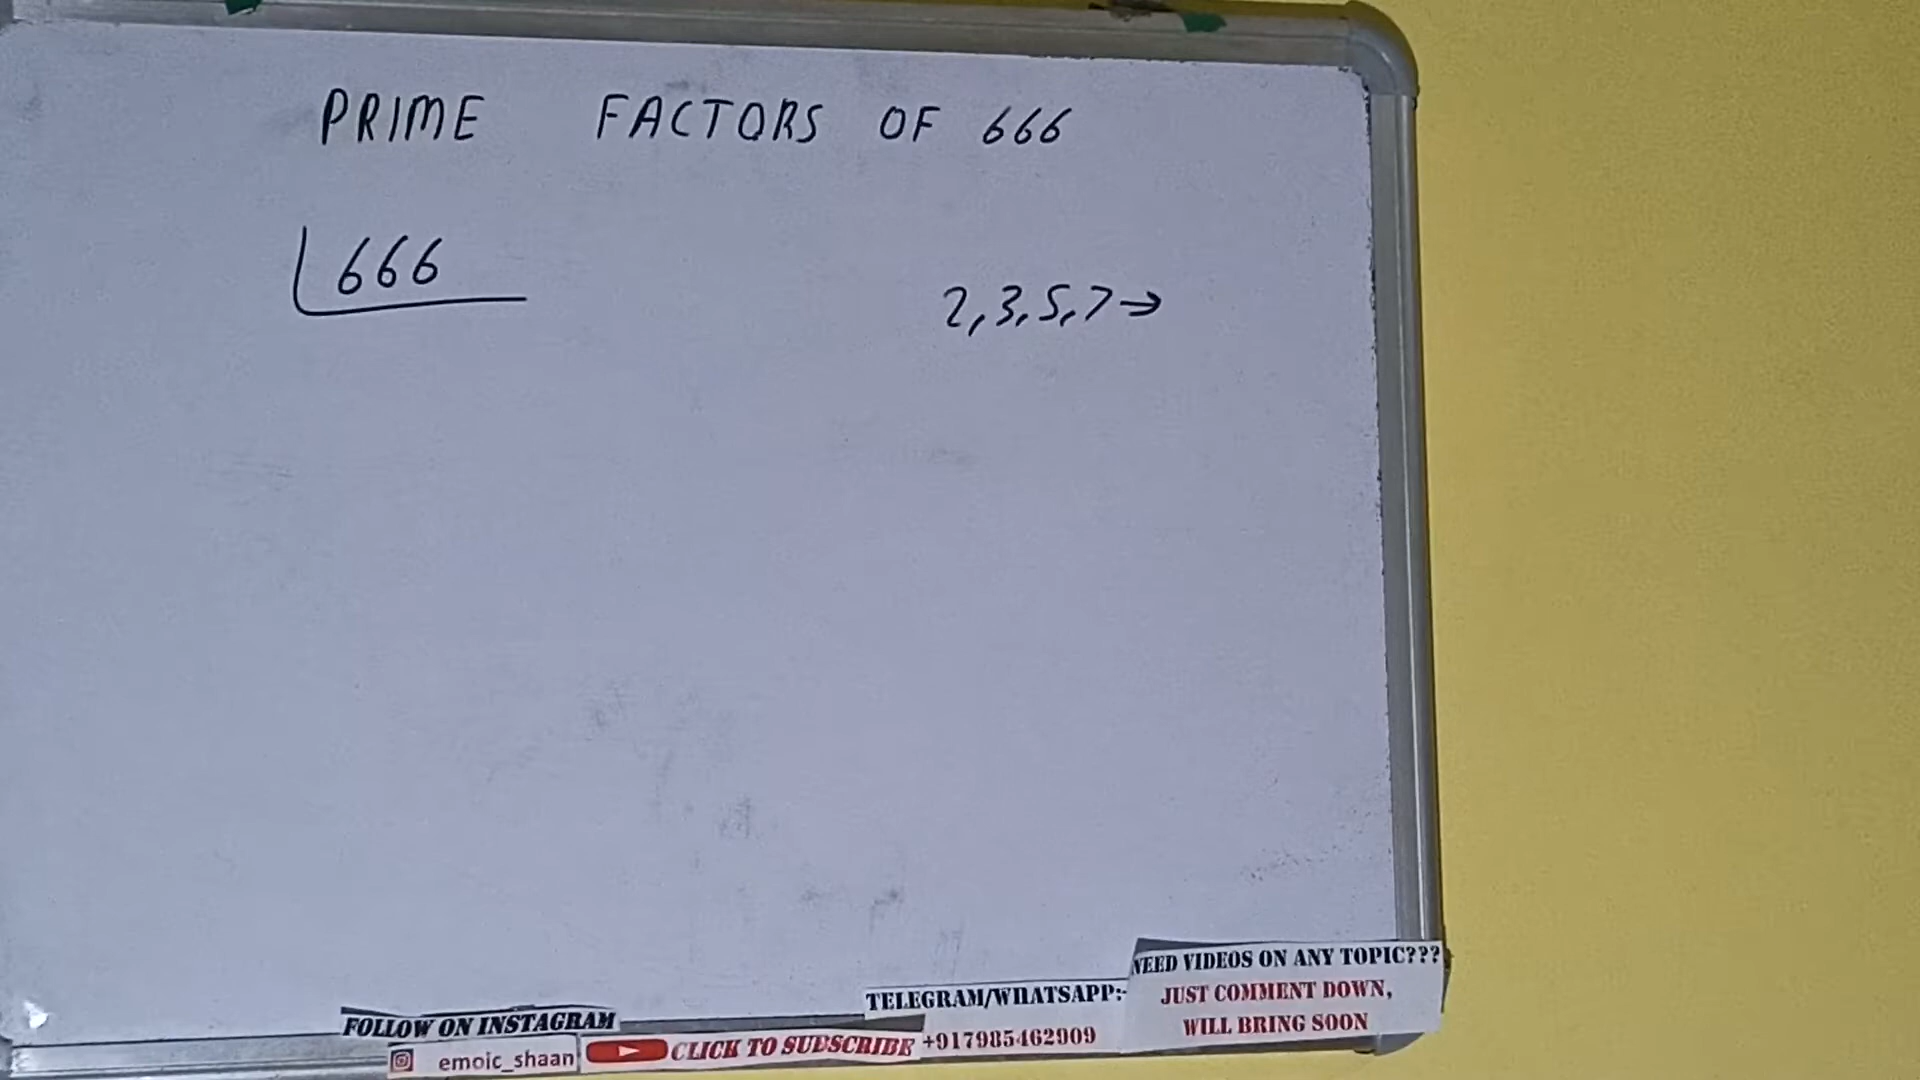 PRIME FACTORS OF 666
666
2,3,5,7→
NEED VIDEOS ON ANY TOPIC???
JUST COMMENT DOWN,
WILL BRING SOON
TELEGRAM/WHATSAPP:-
+917985462909
FOLLOW ON INSTAGRAM
emoic_shaan
CLICK TO SUBSCRIBE